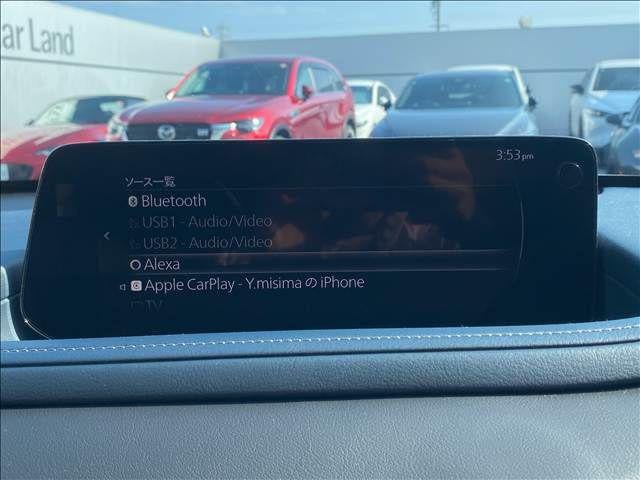 ar Land
3:53pm
ソース一覧
Bluetooth
USB1 - Audio/Video
USB2 - Audio/Video
Alexa
Apple CarPlay - Y.misima の iPhone
TV